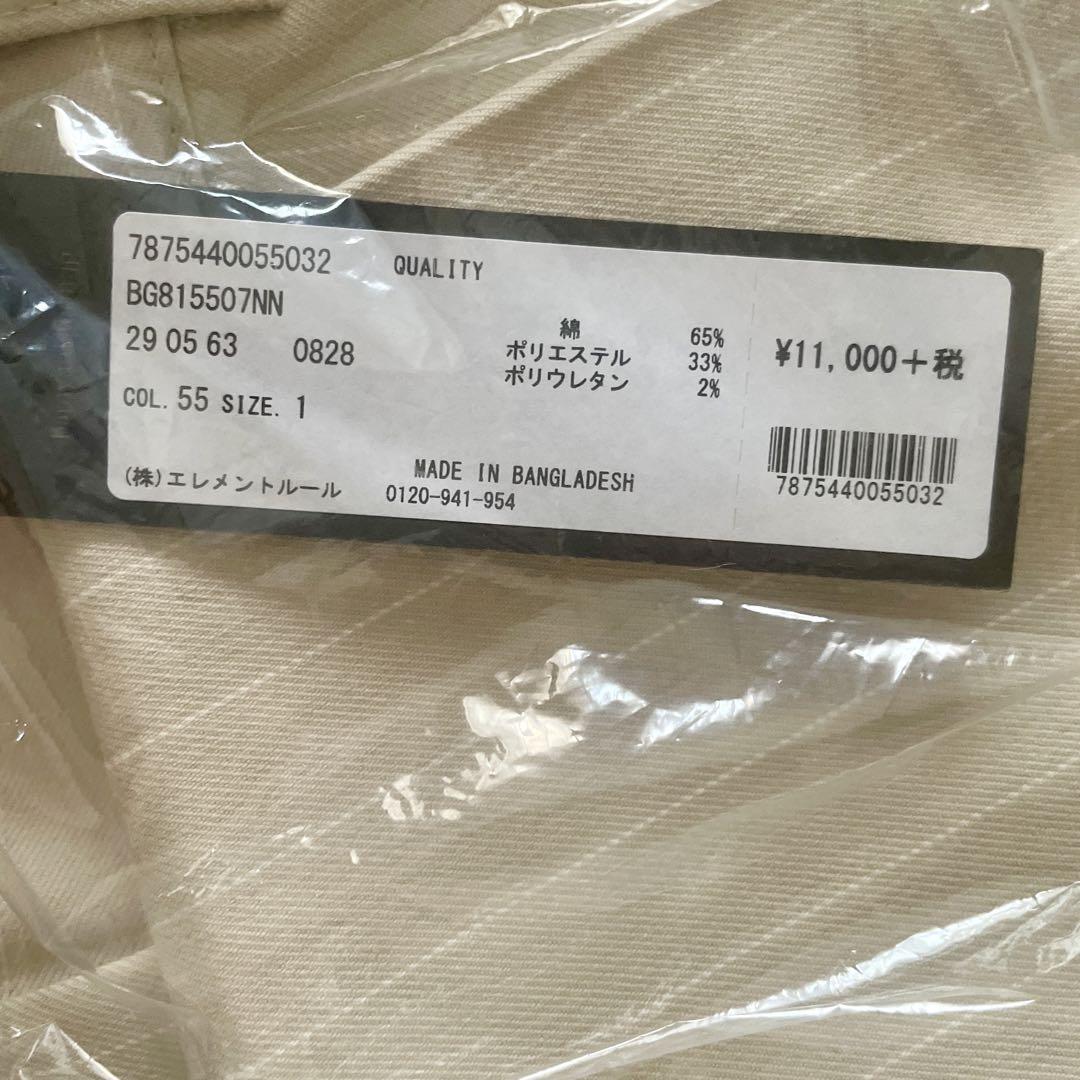 7875440055032
QUALITY
BG815507NN
29 05 63 0828
綿 65%
ポリエステル 33%
ポリウレタン 2%
¥11,000+税
COL. 55 SIZE. 1
MADE IN BANGLADESH
(株)エレメントルール
0120-941-954
7875440055032